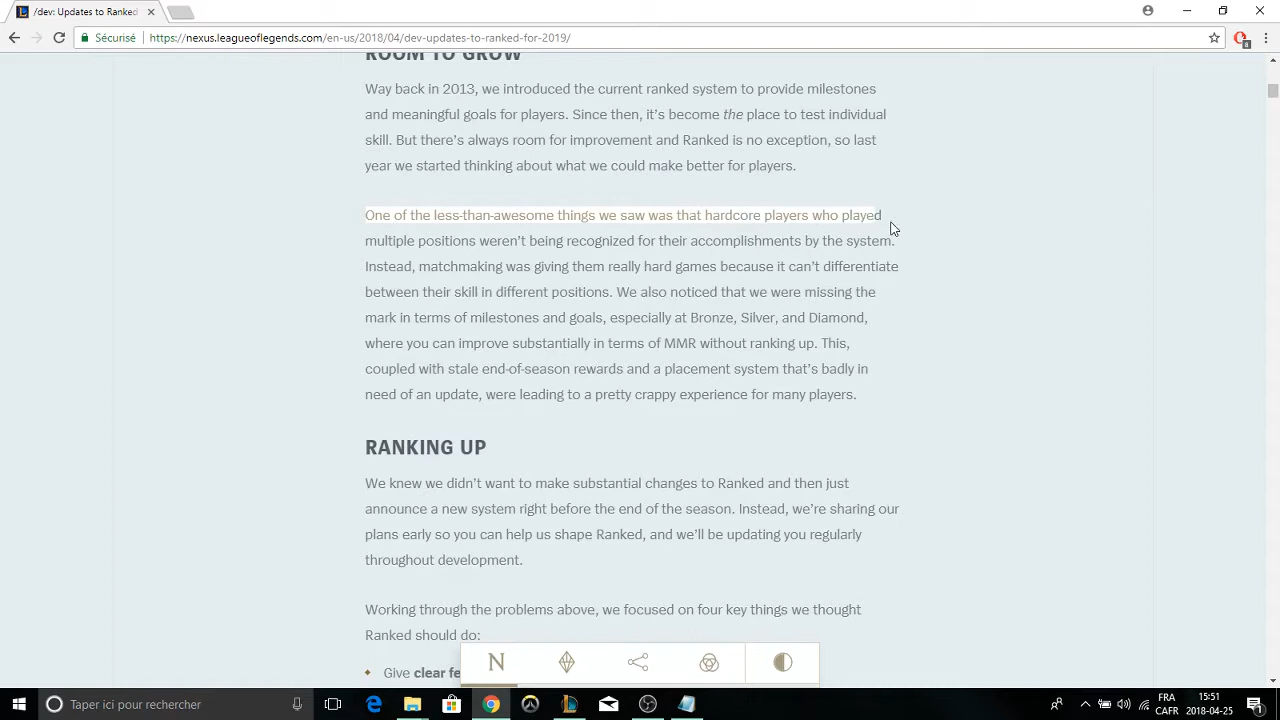 /dev: Updates to Ranked
Sécurisé
https://nexus.leagueoflegends.com/en-us/2018/04/dev-updates-to-ranked-for-2019/
8
ROOM TO GROW
Way back in 2013, we introduced the current ranked system to provide milestones
and meaningful goals for players. Since then, it's become the place to test individual
skill. But there's always room for improvement and Ranked is no exception, so last
year we started thinking about what we could make better for players.
One of the less-than-awesome things we saw was that hardcore players who played
multiple positions weren't being recognized for their accomplishments by the system.
Instead, matchmaking was giving them really hard games because it can't differentiate
between their skill in different positions. We also noticed that we were missing the
mark in terms of milestones and goals, especially at Bronze, Silver, and Diamond,
where you can improve substantially in terms of MMR without ranking up. This,
coupled with stale end-of-season rewards and a placement system that's badly in
need of an update, were leading to a pretty crappy experience for many players.
RANKING UP
We knew we didn't want to make substantial changes to Ranked and then just
announce a new system right before the end of the season. Instead, we're sharing our
plans early so you can help us shape Ranked, and we'll be updating you regularly
throughout development.
Working through the problems above, we focused on four key things we thought
Ranked should do:
Give clear fe
N
Taper ici pour rechercher
FRA
CAFR
15:51
2018-04-25
1